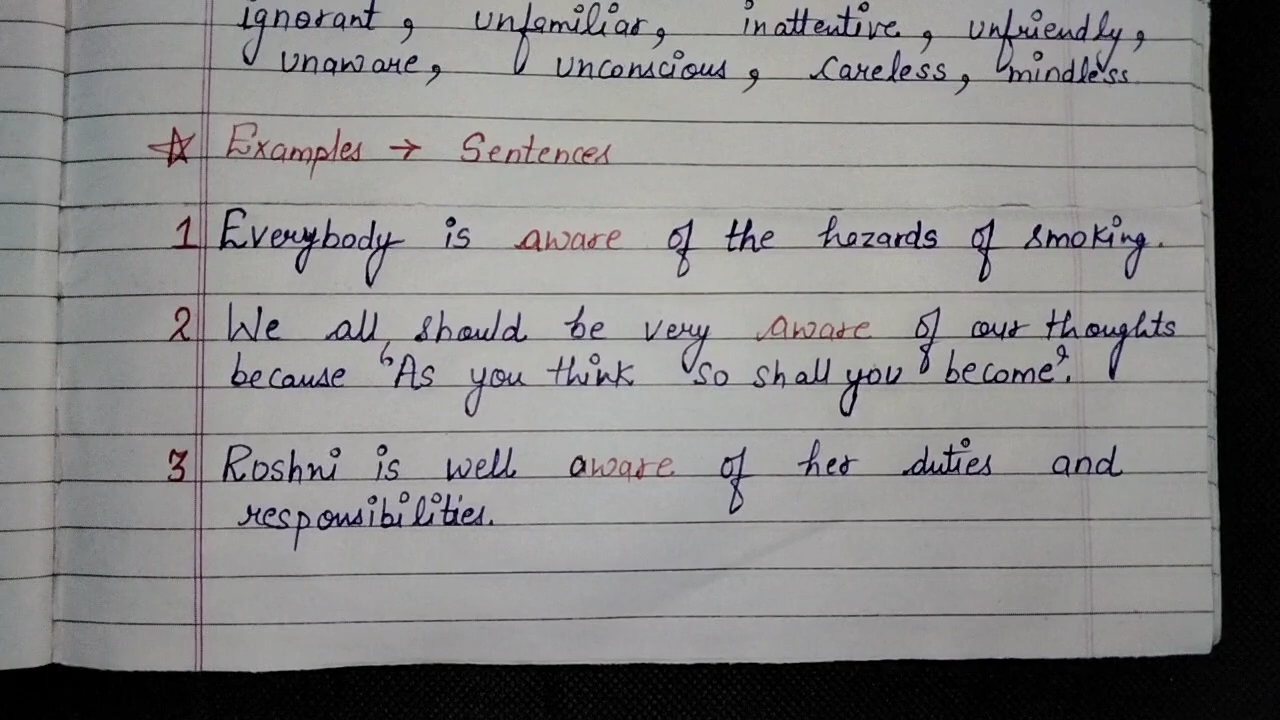 ignorant, unfamiliar, inattentive, unfriendly,
unaware, unconscious, careless, mindless
☆ Examples → Sentences
1 Everybody is aware of the hazards of smoking.
2 We all should be very aware of our thoughts
because "As you think so shall you become".
3 Roshni is well aware of her duties and
responsibilities.